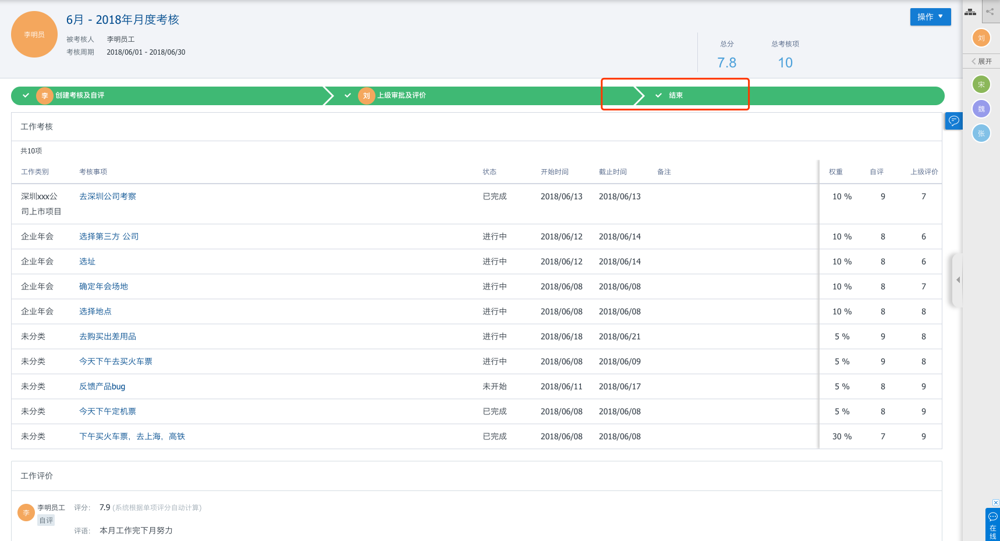 李明员
6月 - 2018年月度考核
被考核人 李明员工
考核周期 2018/06/01 - 2018/06/30
操作
总分 总考核项
7.8 10
刘
展开
宋
魏
张
李 创建考核及自评
刘 上级审批及评价
结束
工作考核
共10项
工作类别 考核事项 状态 开始时间 截止时间 备注 权重 自评 上级评价
深圳xxx公 去深圳公司考察 已完成 2018/06/13 2018/06/13 10 % 9 7
司上市项目
企业年会 选择第三方 公司 进行中 2018/06/12 2018/06/14 10 % 8 6
企业年会 选址 进行中 2018/06/12 2018/06/14 10 % 8 6
企业年会 确定年会场地 进行中 2018/06/08 2018/06/08 10 % 8 7
企业年会 选择地点 进行中 2018/06/08 2018/06/08 10 % 8 8
未分类 去购买出差用品 进行中 2018/06/18 2018/06/21 5 % 9 8
未分类 今天下午去买火车票 进行中 2018/06/08 2018/06/09 5 % 9 8
未分类 反馈产品bug 未开始 2018/06/11 2018/06/17 5 % 8 9
未分类 今天下午定机票 已完成 2018/06/08 2018/06/08 5 % 8 9
未分类 下午买火车票，去上海，高铁 已完成 2018/06/08 2018/06/08 30 % 7 9
工作评价
李 李明员工 评分： 7.9 (系统根据单项评分自动计算)
自评
评语： 本月工作完下月努力
在
线